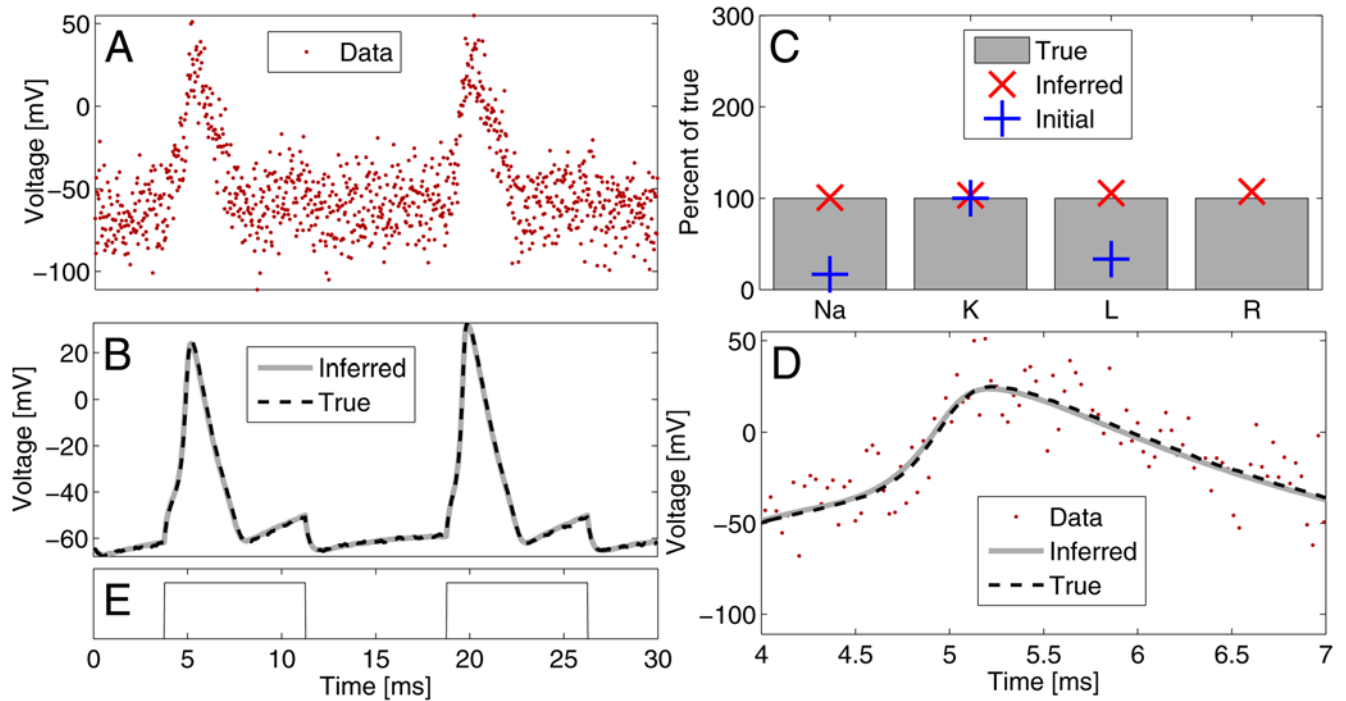 A
Data
Voltage [mV]
50
0
−50
−100
B
Inferred
True
Voltage [mV]
20
0
−20
−40
−60
E
0
5
10
15
20
25
30
Time [ms]
C
True
Inferred
Initial
Percent of true
300
200
100
0
Na
K
L
R
D
Data
Inferred
True
Voltage [mV]
50
0
−50
−100
4
4.5
5
5.5
6
6.5
7
Time [ms]